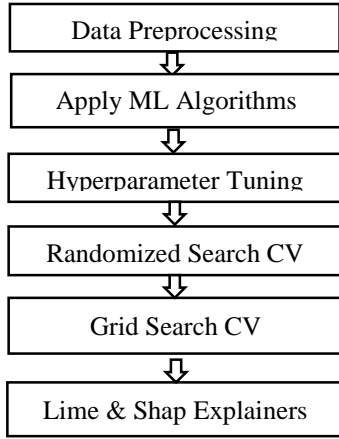 Data Preprocessing
Apply ML Algorithms
Hyperparameter Tuning
Randomized Search CV
Grid Search CV
Lime & Shap Explainers